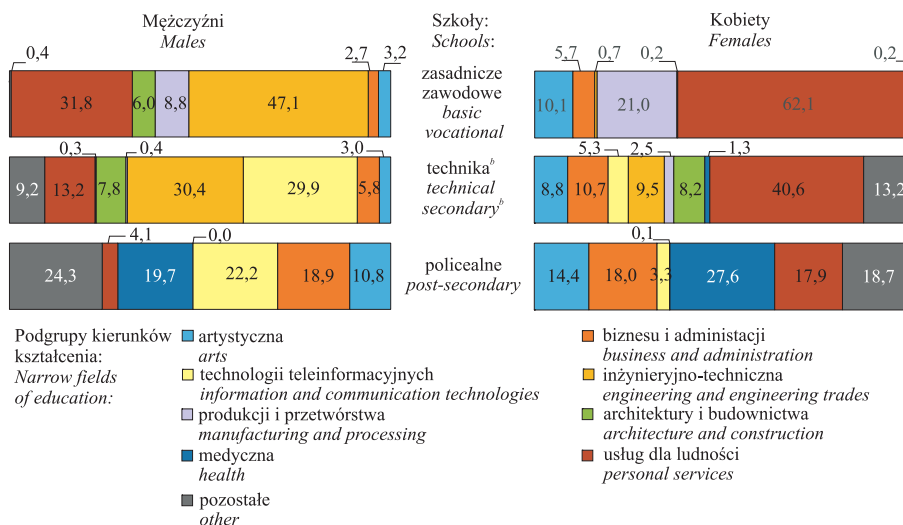 Mężczyźni
Males
Szkoły:
Schools:
Kobiety
Females
0,4
2,7
3,2
31,8
6,0
8,8
47,1
zasadnicze
zawodowe
basic
vocational
5,7
0,7
0,2
0,2
10,1
21,0
62,1
0,3
0,4
3,0
9,2
13,2
7,8
30,4
29,9
5,8
technikaᵇ
technical
secondaryᵇ
5,3
2,5
1,3
8,8
10,7
9,5
8,2
40,6
13,2
4,1
0,0
24,3
19,7
22,2
18,9
10,8
policealne
post-secondary
0,1
14,4
18,0
3,3
27,6
17,9
18,7
Podgrupy kierunków
kształcenia:
Narrow fields
of education:
artystyczna
arts
technologii teleinformacyjnych
information and communication technologies
produkcji i przetwórstwa
manufacturing and processing
medyczna
health
pozostałe
other
biznesu i administacji
business and administration
inżynieryjno-techniczna
engineering and engineering trades
architektury i budownictwa
architecture and construction
usług dla ludności
personal services